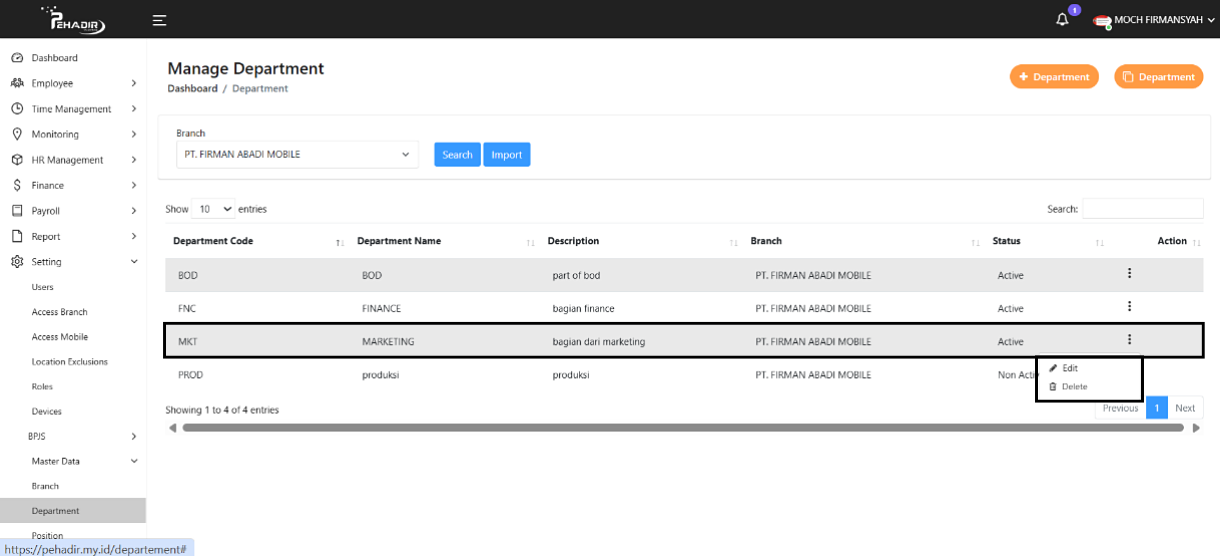 PEHADIR
1
MOCH FIRMANSYAH
Dashboard
Employee
Time Management
Monitoring
HR Management
Finance
Payroll
Report
Setting
Users
Access Branch
Access Mobile
Location Exclusions
Roles
Devices
BPJS
Master Data
Branch
Department
Position
https://pehadir.my.id/departement#
Manage Department
Dashboard / Department
+ Department
Department
Branch
PT. FIRMAN ABADI MOBILE
Search Import
Show 10 entries
Search:
Department Code Department Name Description Branch Status Action
BOD BOD part of bod PT. FIRMAN ABADI MOBILE Active
FNC FINANCE bagian finance PT. FIRMAN ABADI MOBILE Active
MKT MARKETING bagian dari marketing PT. FIRMAN ABADI MOBILE Active
PROD produksi produksi PT. FIRMAN ABADI MOBILE Non Activ
Edit
Delete
Showing 1 to 4 of 4 entries
Previous 1 Next